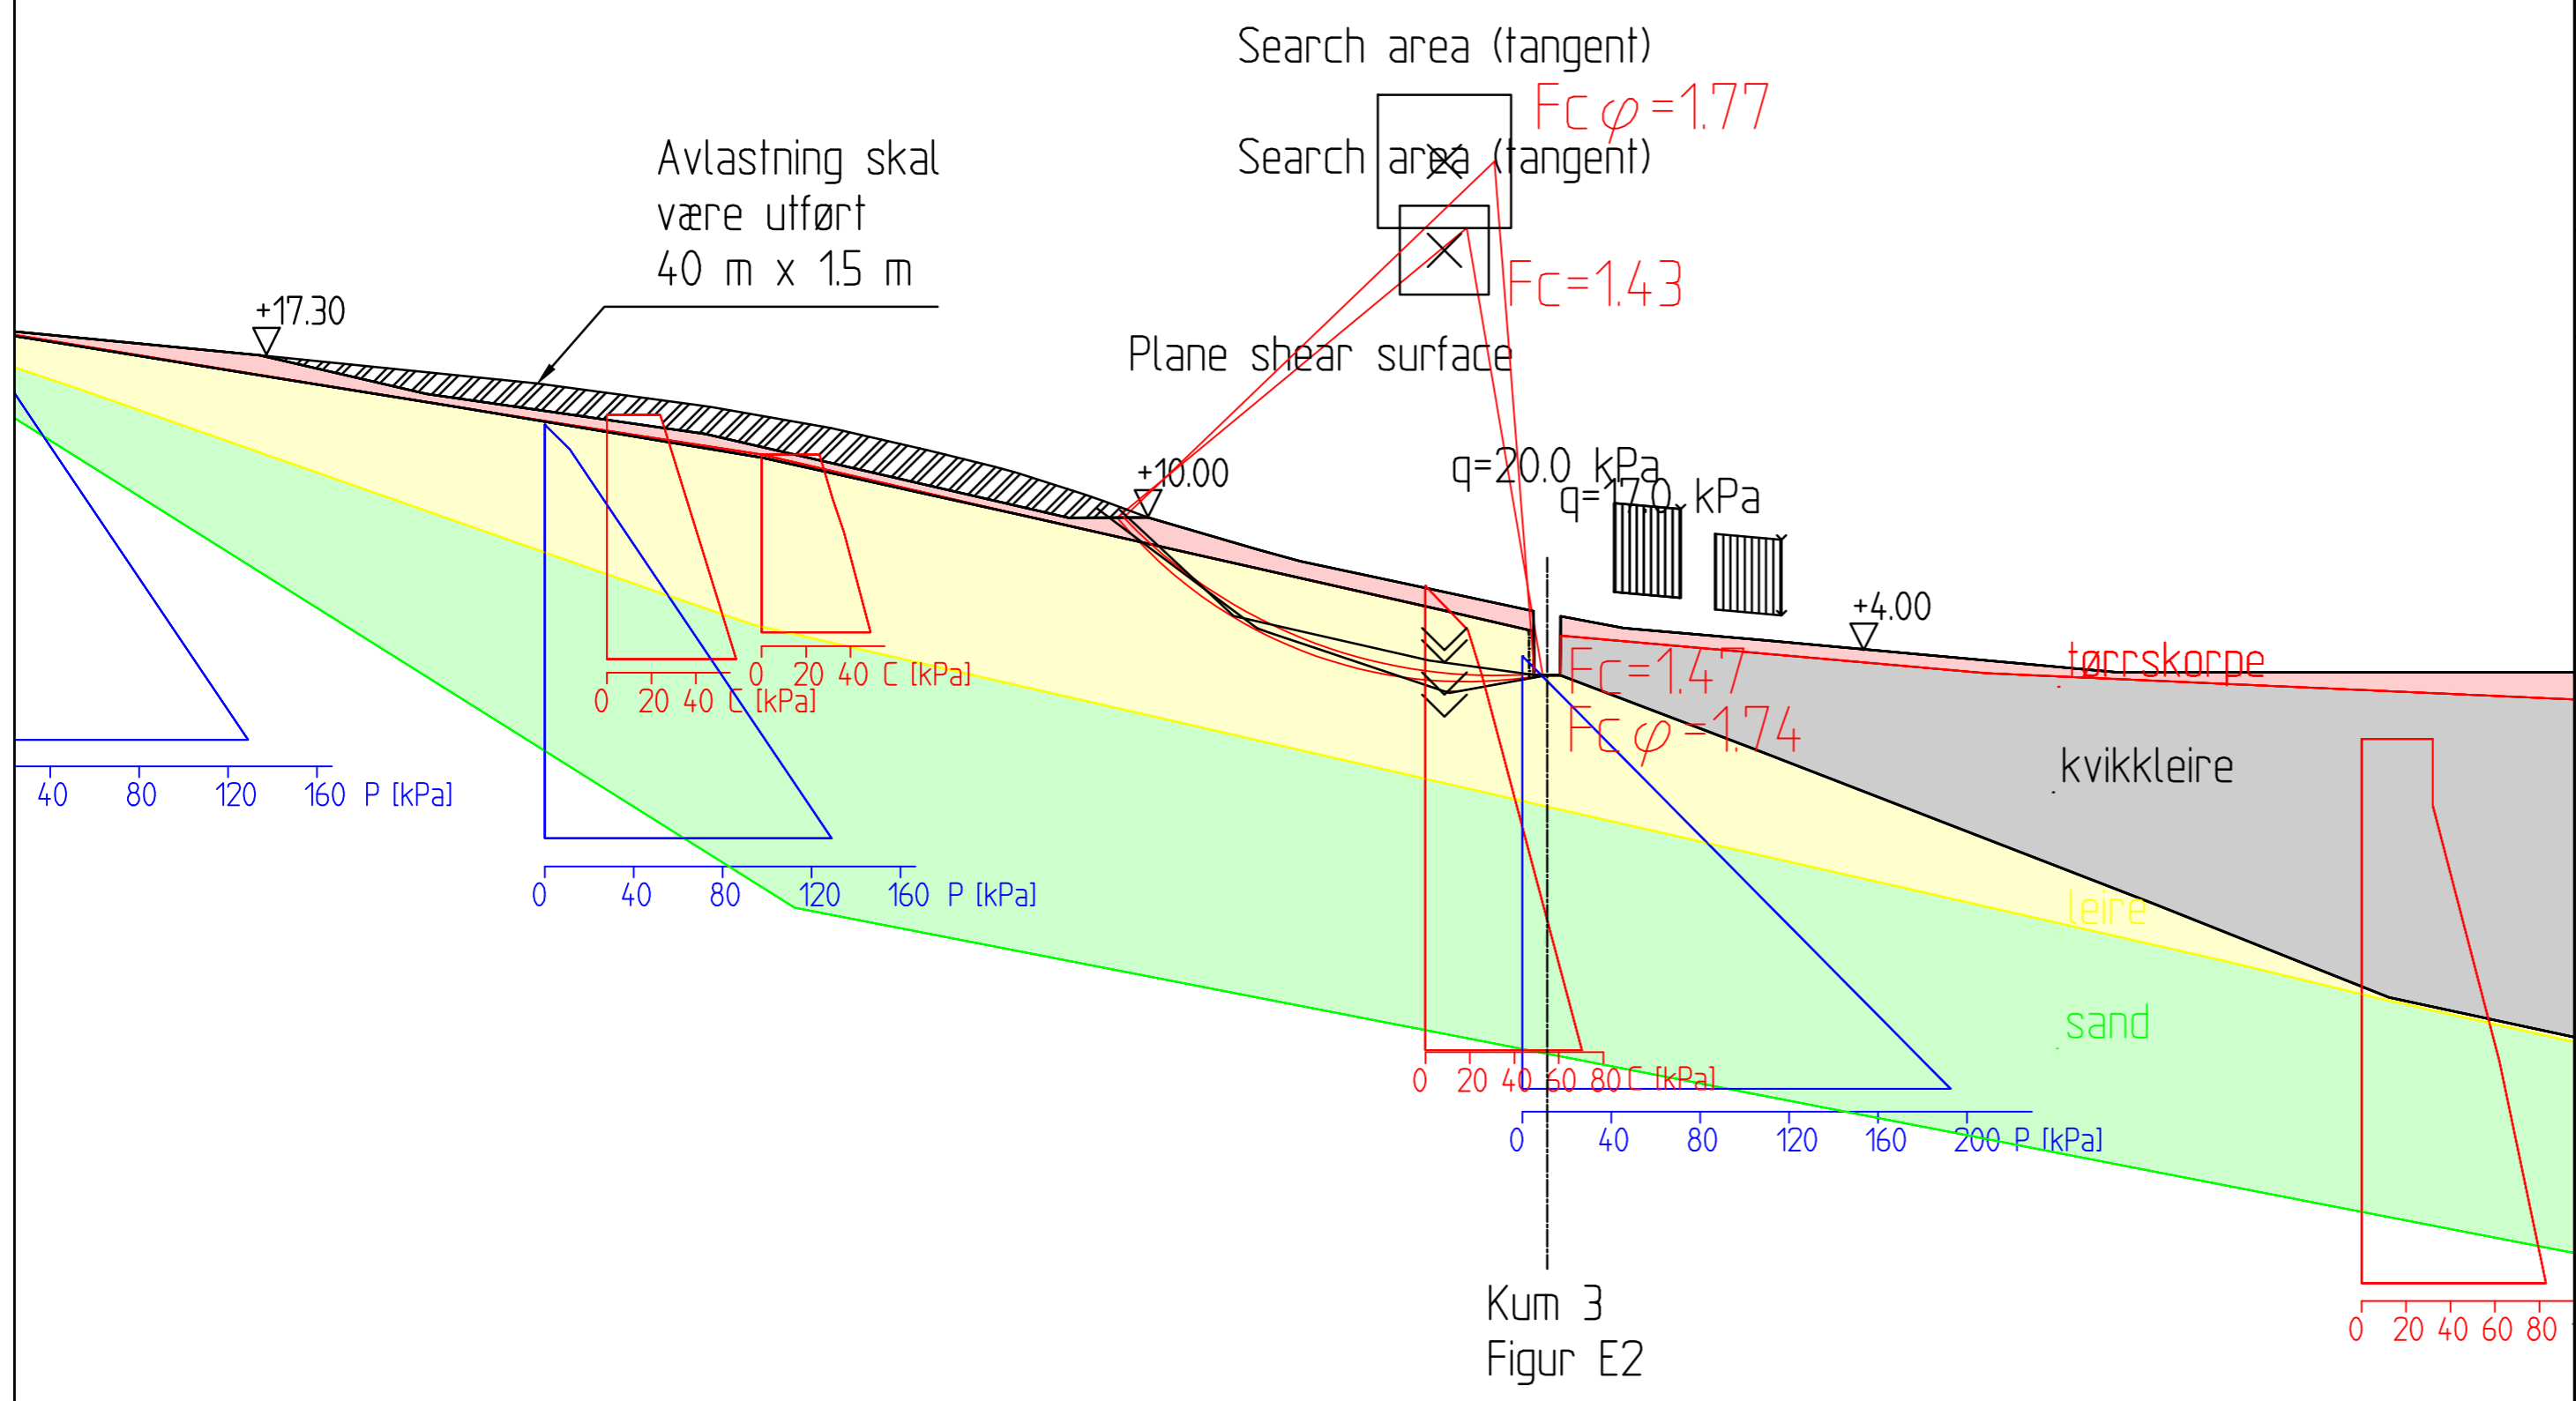 Search area (tangent)
Fcφ=1.77
Search area (tangent)
Avlastning skal
være utført
40 m x 1.5 m
Fc=1.43
+17.30
Plane shear surface
+10.00
q=20.0 kPa
q=17.0 kPa
+4.00
tørrskorpe
Fc=1.47
Fcφ=1.74
kvikkleire
0 20 40 C [kPa]
0 20 40 C [kPa]
40 80 120 160 P [kPa]
0 40 80 120 160 P [kPa]
leire
sand
0 20 40 60 80 C [kPa]
0 40 80 120 160 200 P [kPa]
Kum 3
Figur E2
0 20 40 60 80